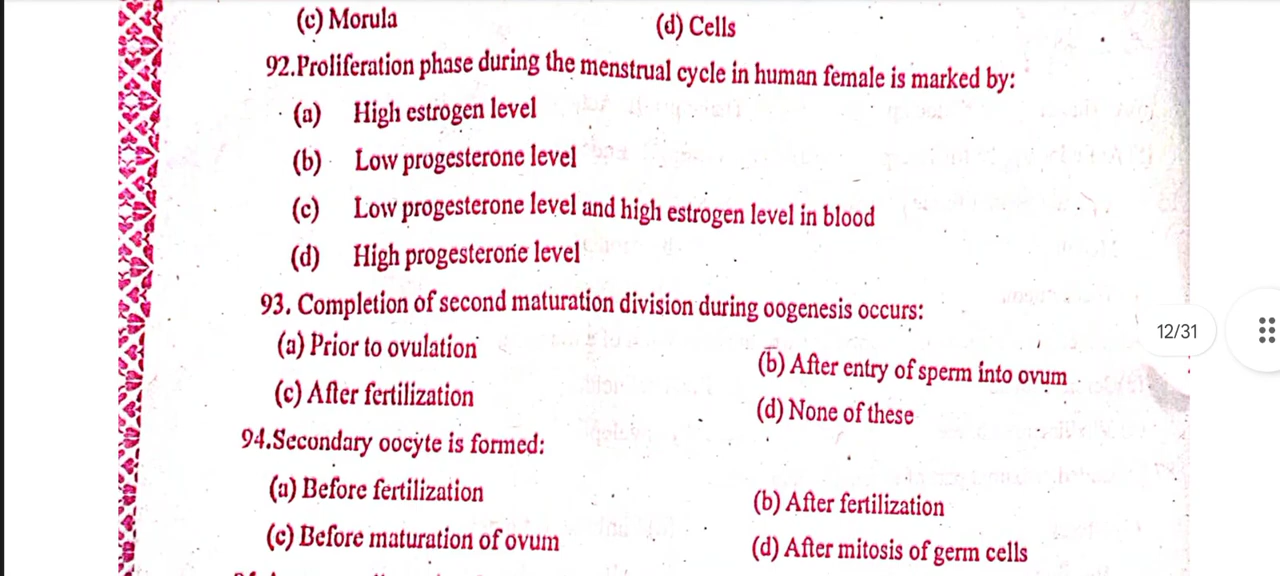 (c) Morula (d) Cells
92.Proliferation phase during the menstrual cycle in human female is marked by:
(a) High estrogen level
(b) Low progesterone level
(c) Low progesterone level and high estrogen level in blood
(d) High progesterone level
93. Completion of second maturation division during oogenesis occurs:
(a) Prior to ovulation (b) After entry of sperm into ovum
12/31
(c) After fertilization (d) None of these
94.Secondary oocyte is formed:
(a) Before fertilization (b) After fertilization
(c) Before maturation of ovum (d) After mitosis of germ cells